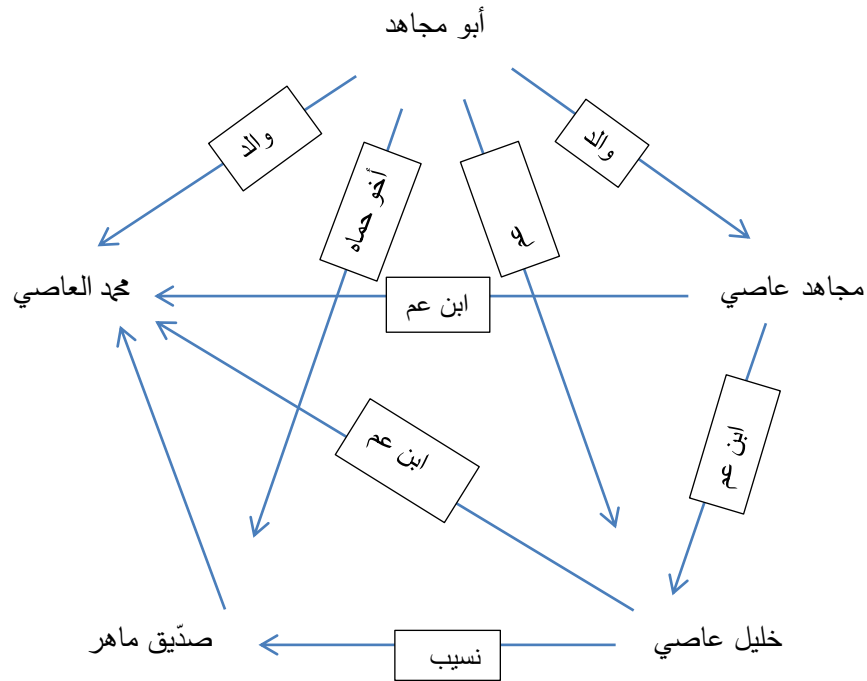 أبو مجاهد
والد
والد
أخو حماه
عم
محمد العاصي
ابن عم
مجاهد عاصي
ابن عم
ابن عم
صدّيق ماهر
نسيب
خليل عاصي